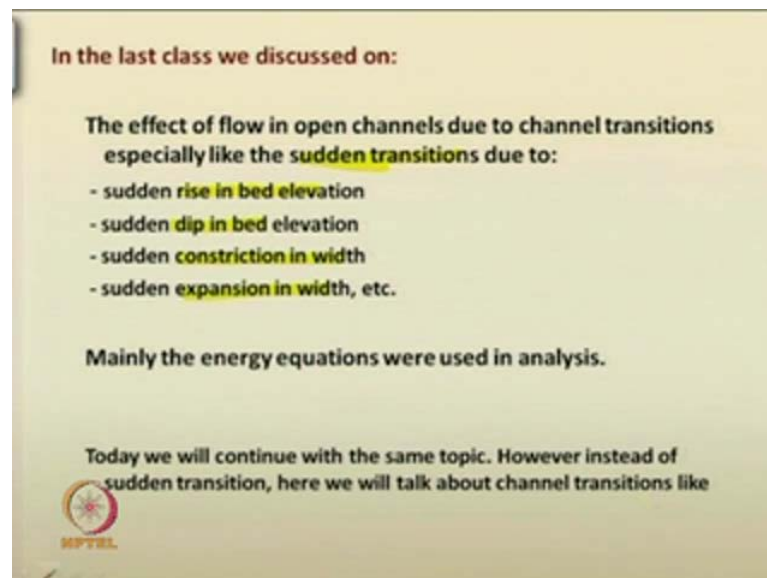 In the last class we discussed on:
The effect of flow in open channels due to channel transitions
especially like the sudden transitions due to:
- sudden rise in bed elevation
- sudden dip in bed elevation
- sudden constriction in width
- sudden expansion in width, etc.
Mainly the energy equations were used in analysis.
Today we will continue with the same topic. However instead of
sudden transition, here we will talk about channel transitions like
NPTEL